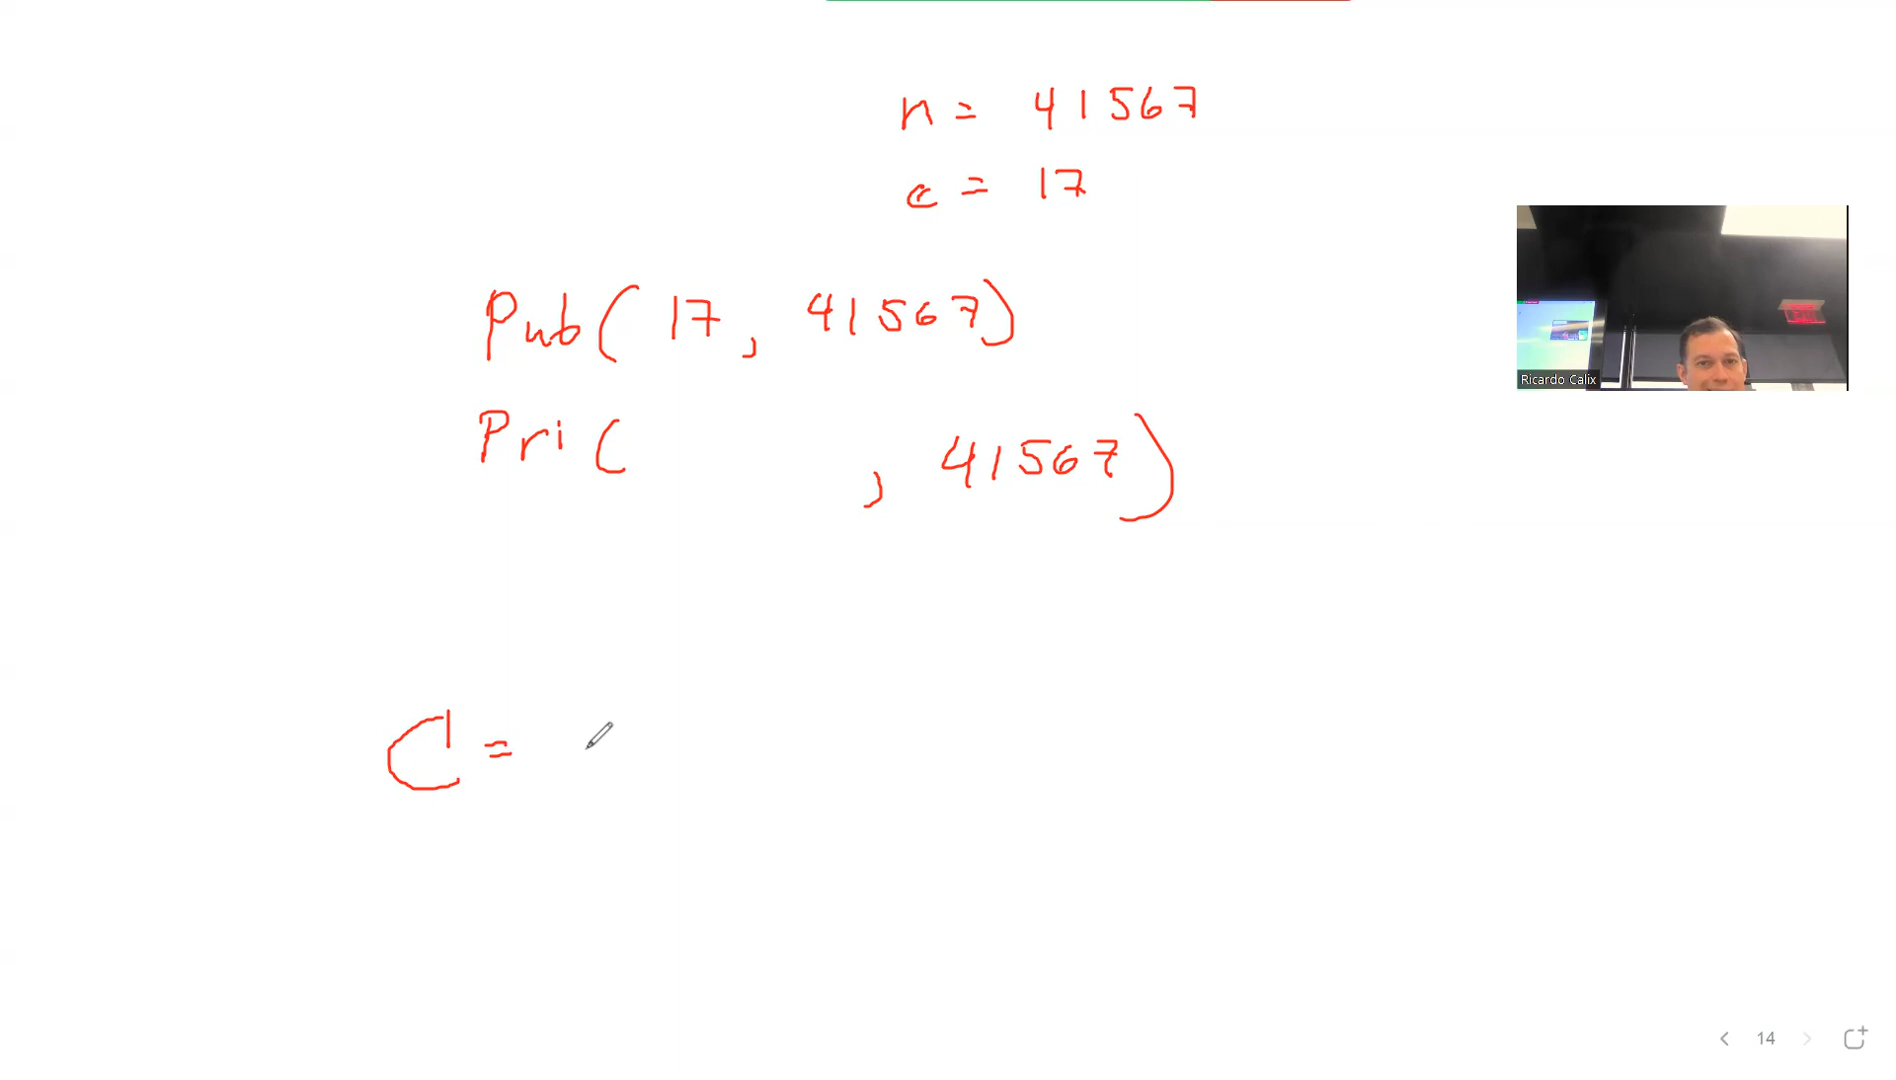 n = 41567
e = 17
Pub( 17, 41567)
Pri( , 41567)
Ricardo Calix
C =
14